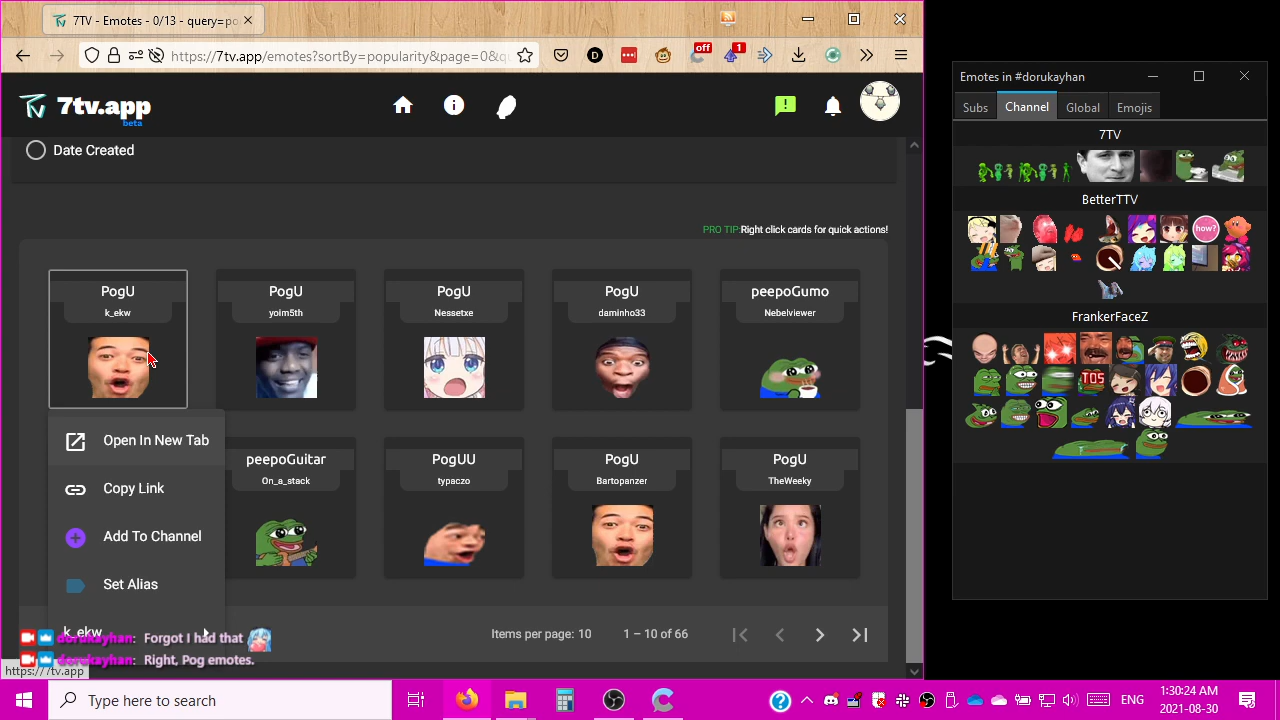 7TV - Emotes - 0/13 - query=po
https://7tv.app/emotes?sortBy=popularity&page=0&q
off
1
7tv.app
beta
Date Created
PRO TIP:Right click cards for quick actions!
PogU
k_ekw
PogU
yoim5th
PogU
Nessetxe
PogU
daminho33
peepoGumo
Nebelviewer
Open In New Tab
Copy Link
Add To Channel
Set Alias
k_ekw
peepoGuitar
On_a_stack
PogUU
typaczo
PogU
Bartopanzer
PogU
TheWeeky
dorukayhan: Forgot I had that
dorukayhan: Right, Pog emotes.
Items per page: 10
1 – 10 of 66
https://7tv.app
Emotes in #dorukayhan
Subs
Channel
Global
Emojis
7TV
BetterTTV
how?
FrankerFaceZ
TOS
Type here to search
ENG
1:30:24 AM
2021-08-30